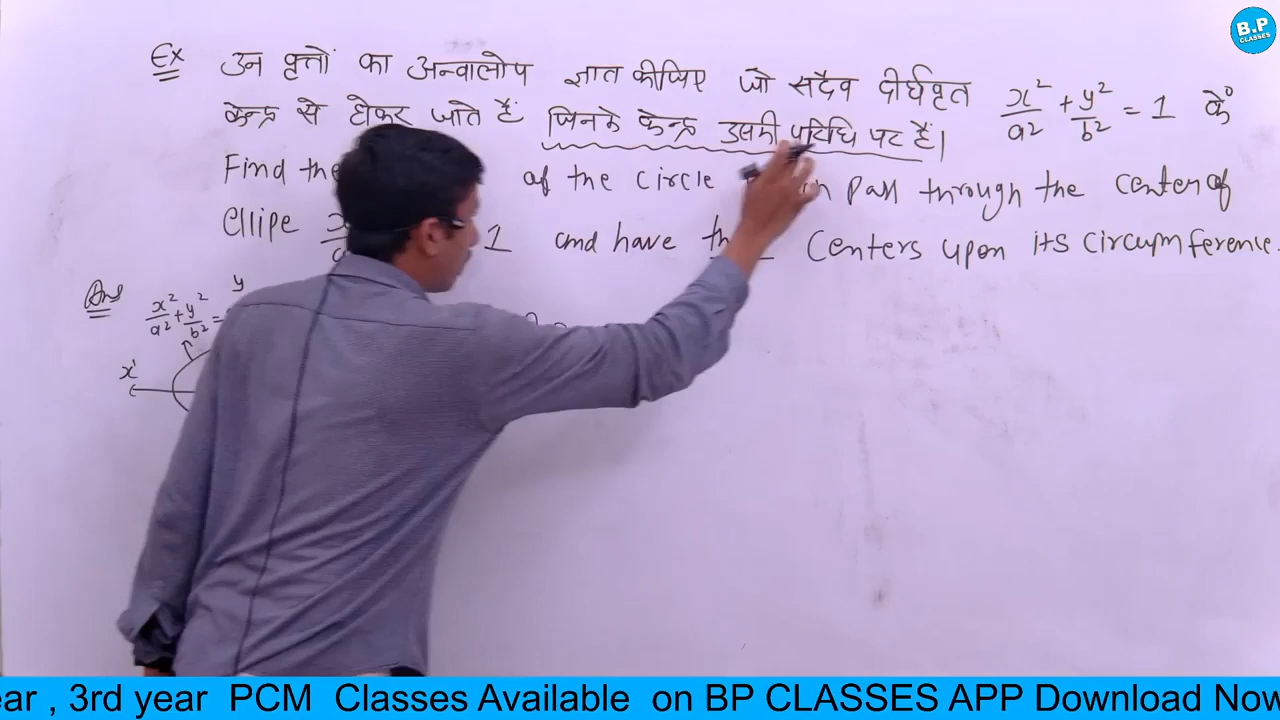 B.P
CLASSES
Ex उन वृत्तों का अन्वालोप ज्ञात कीजिए जो सदैव दीर्घवृत x²/a² + y²/b² = 1 के
केन्द्र से होकर जाते हैं जिनके केन्द्र उसकी परिधि पर हैं।
Find the of the circle pass through the center of
Ellipe 1 and have Centers upon its circumference.
Ans
y
x²/a² + y²/b² =
x'
ear , 3rd year PCM Classes Available on BP CLASSES APP Download Now